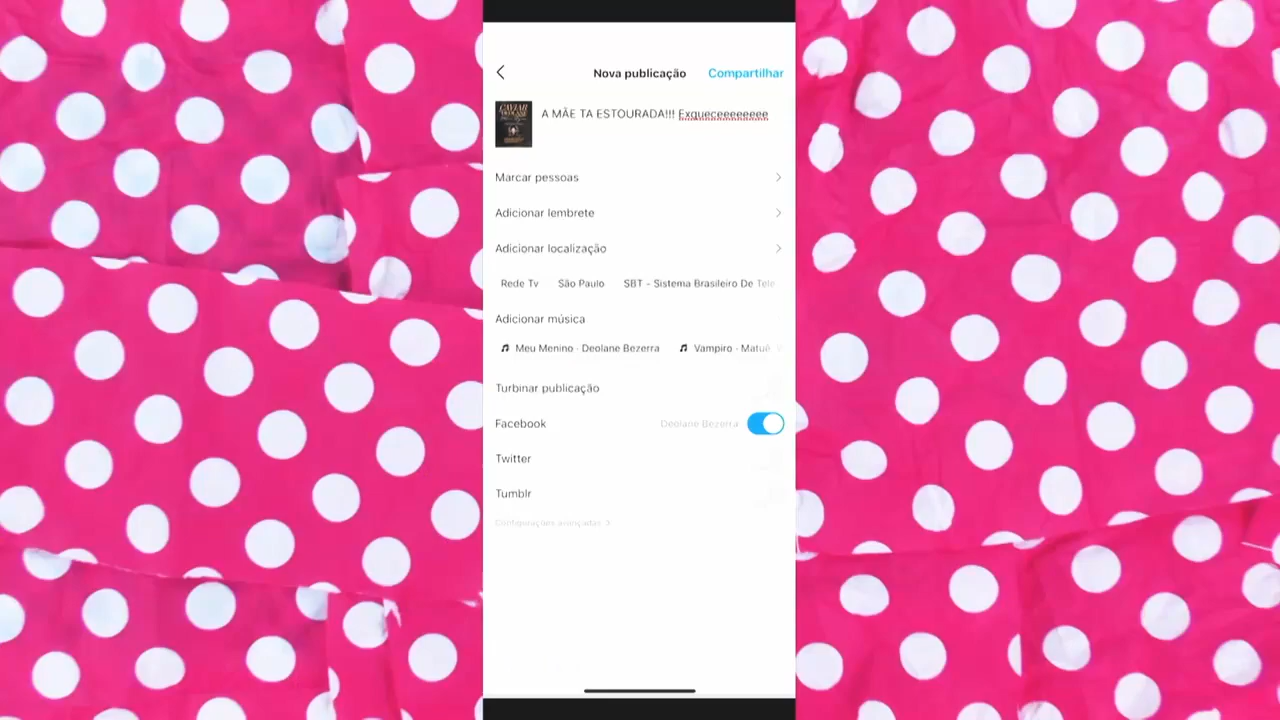 Nova publicação Compartilhar
CAVIAR
A MÃE TA ESTOURADA!!! Exqueceeeeeeee
Marcar pessoas
Adicionar lembrete
Adicionar localização
Rede Tv São Paulo SBT - Sistema Brasileiro De Tele
Adicionar música
Meu Menino - Deolane Bezerra Vampiro - Matuê
Turbinar publicação
Facebook Deolane Bezerra
Twitter
Tumblr
Configurações avançadas